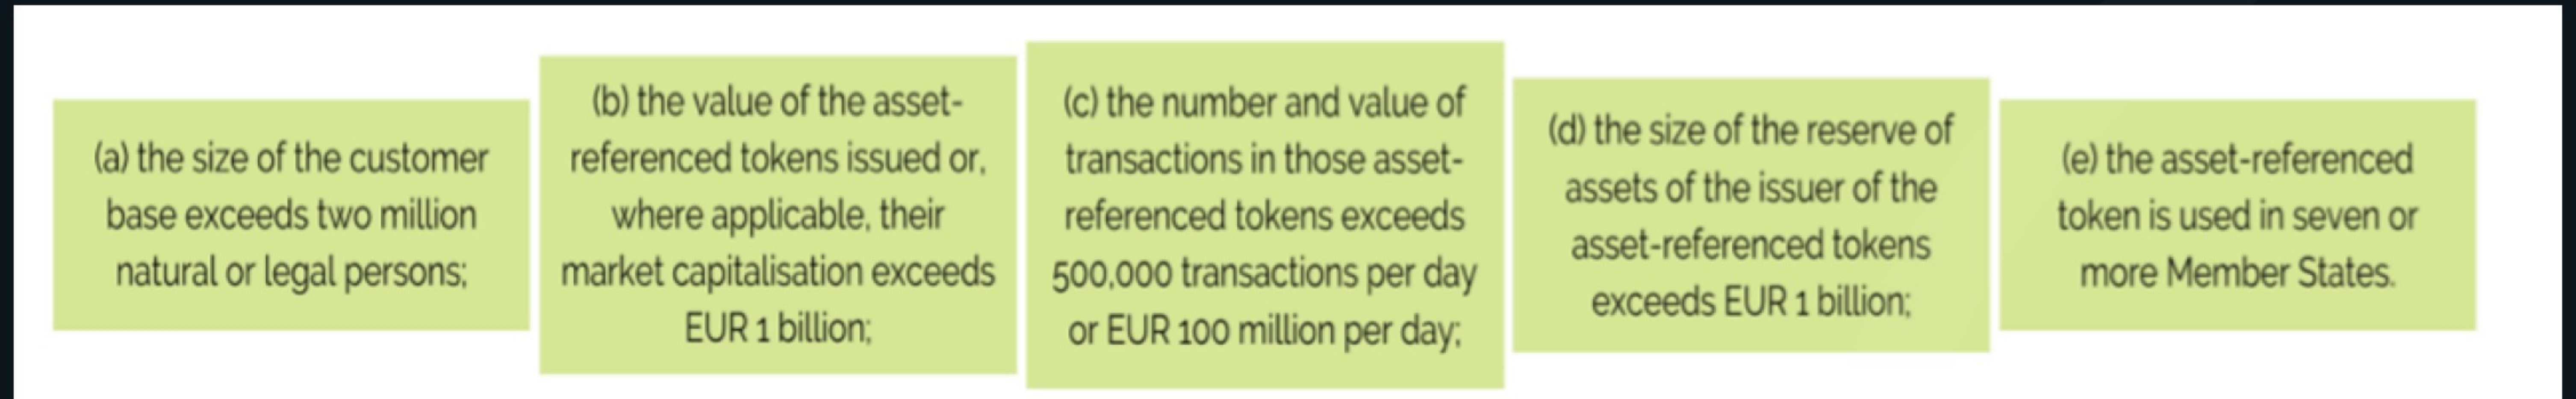 (a) the size of the customer
base exceeds two million
natural or legal persons;
(b) the value of the asset-
referenced tokens issued or,
where applicable, their
market capitalisation exceeds
EUR 1 billion;
(c) the number and value of
transactions in those asset-
referenced tokens exceeds
500,000 transactions per day
or EUR 100 million per day;
(d) the size of the reserve of
assets of the issuer of the
asset-referenced tokens
exceeds EUR 1 billion;
(e) the asset-referenced
token is used in seven or
more Member States.